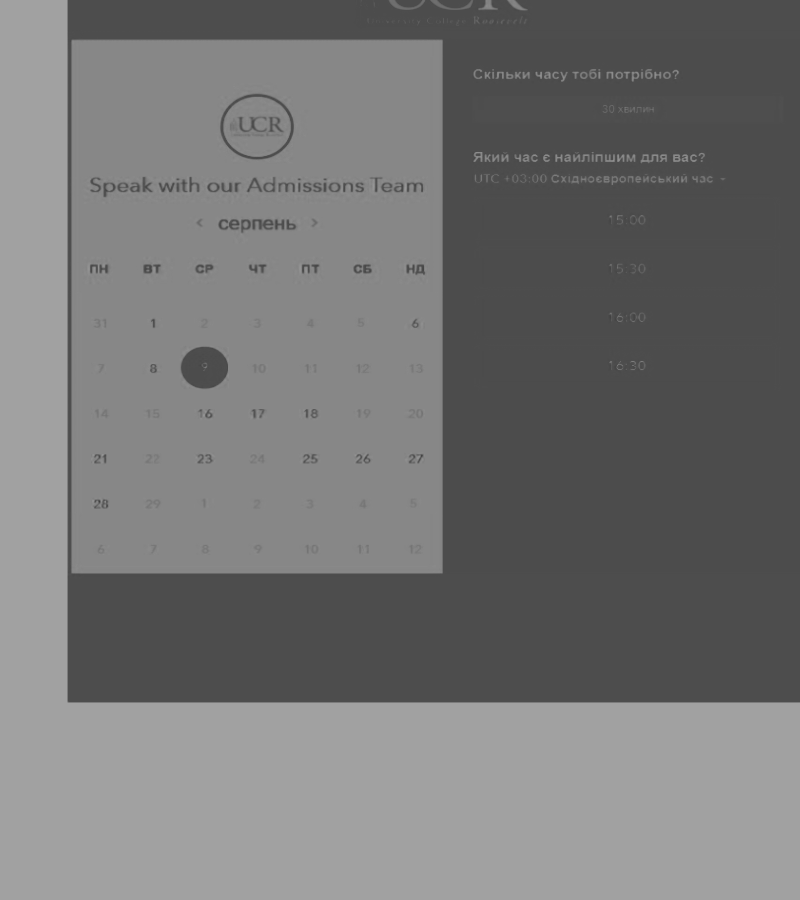 UCR
University College Roosevelt
UCR
Speak with our Admissions Team
‹ серпень ›
ПН ВТ СР ЧТ ПТ СБ НД
31 1 2 3 4 5 6
7 8 9 10 11 12 13
14 15 16 17 18 19 20
21 22 23 24 25 26 27
28 29 1 2 3 4 5
6 7 8 9 10 11 12
Скільки часу тобі потрібно?
30 хвилин
Який час є найліпшим для вас?
UTC +03:00 Східноєвропейський час
15:00
15:30
16:00
16:30